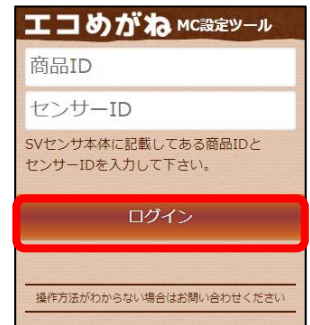 エコめがね MC設定ツール
商品ID
センサーID
SVセンサ本体に記載してある商品IDと
センサーIDを入力して下さい。
ログイン
操作方法がわからない場合はお問い合わせください